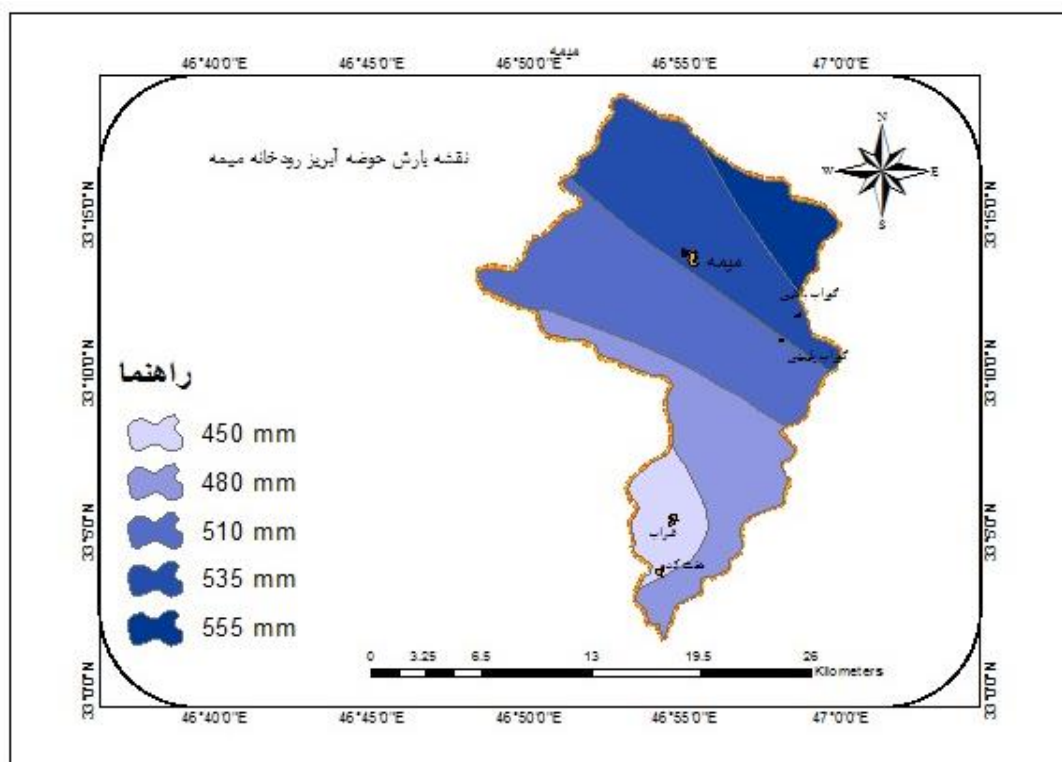 میمه
46°40'0"E 46°45'0"E 46°50'0"E 46°55'0"E 47°0'0"E
نقشه بارش حوضه آبریز رودخانه میمه
N
W E
S
33°15'0"N 33°15'0"N
میمه
گراب
گراب
33°10'0"N 33°10'0"N
راهنما
450 mm
480 mm
510 mm
535 mm
555 mm
33°5'0"N 33°5'0"N
0 3.25 6.5 13 19.5 26
Kilometers
33°0'0"N 33°0'0"N
46°40'0"E 46°45'0"E 46°50'0"E 46°55'0"E 47°0'0"E